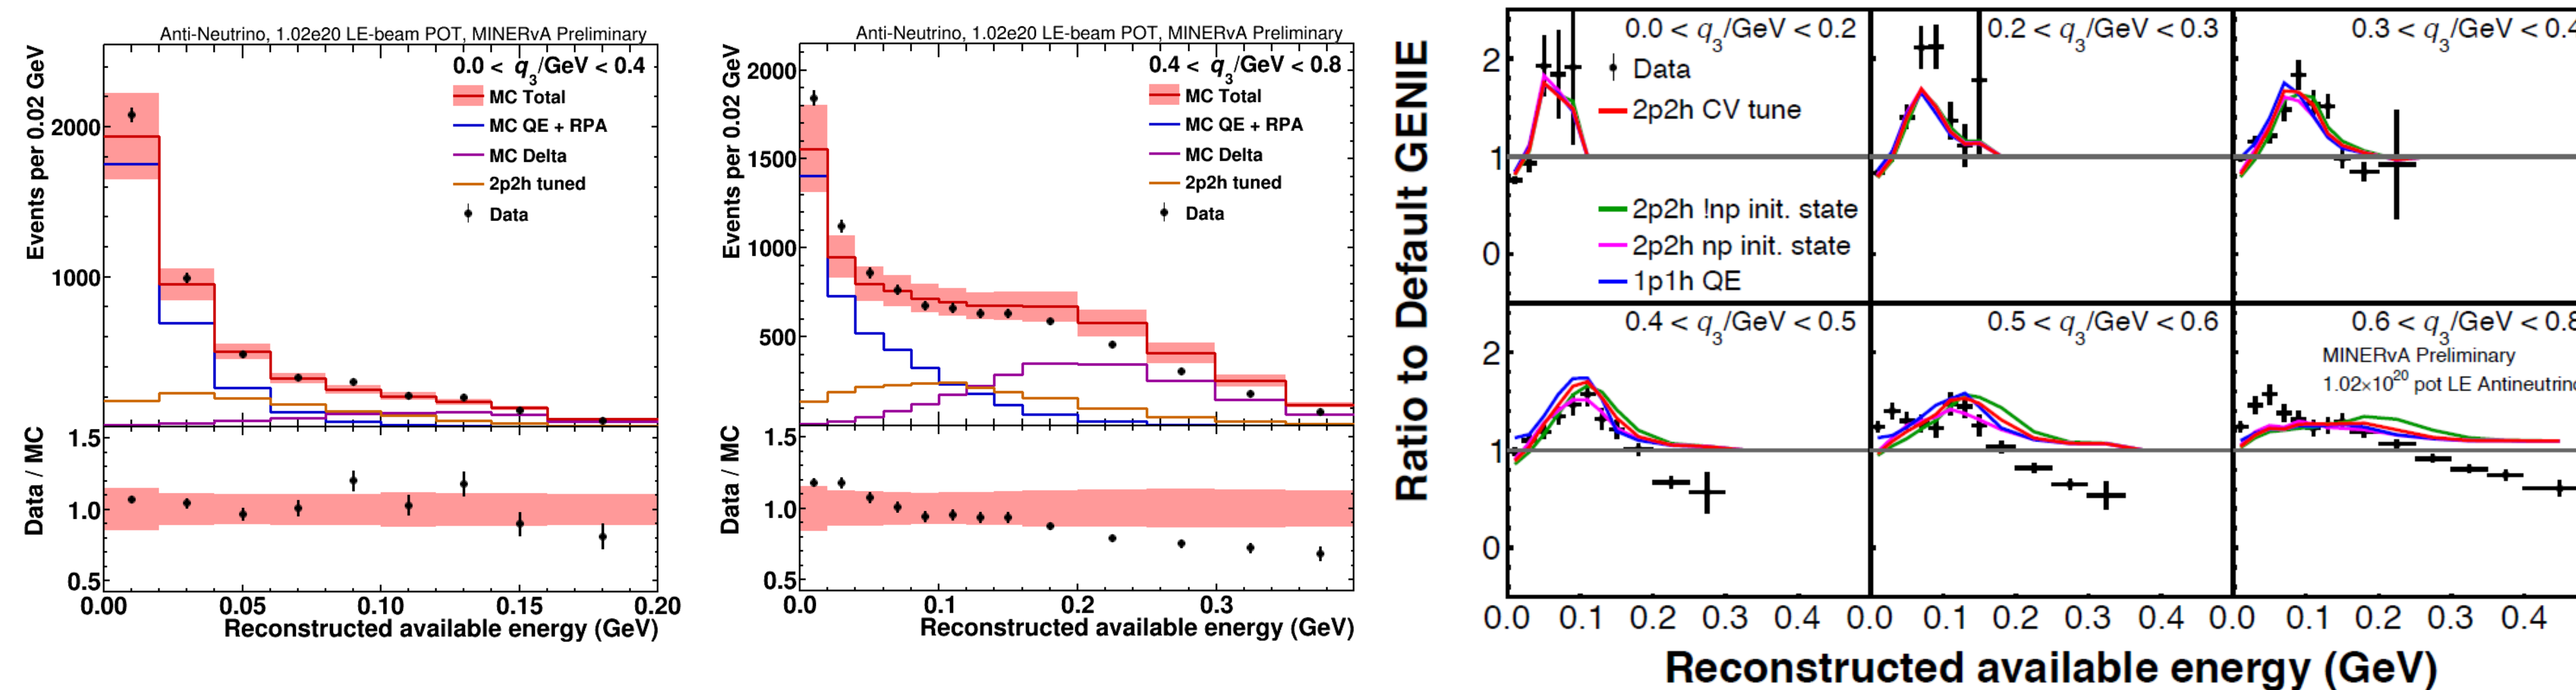 Anti-Neutrino, 1.02e20 LE-beam POT, MINERvA Preliminary
Events per 0.02 GeV
2000
1000
0.0 < q3/GeV < 0.4
MC Total
MC QE + RPA
MC Delta
2p2h tuned
Data
Data / MC
1.5
1.0
0.5
0.00 0.05 0.10 0.15 0.20
Reconstructed available energy (GeV)
Anti-Neutrino, 1.02e20 LE-beam POT, MINERvA Preliminary
Events per 0.02 GeV
2000
1500
1000
500
0.4 < q3/GeV < 0.8
MC Total
MC QE + RPA
MC Delta
2p2h tuned
Data
Data / MC
1.5
1.0
0.5
0.0 0.1 0.2 0.3
Reconstructed available energy (GeV)
Ratio to Default GENIE
2
1
0
0.0 < q3/GeV < 0.2
Data
2p2h CV tune
2p2h !np init. state
2p2h np init. state
1p1h QE
0.2 < q3/GeV < 0.3
0.3 < q3/GeV < 0.4
2
1
0
0.4 < q3/GeV < 0.5
0.5 < q3/GeV < 0.6
0.6 < q3/GeV < 0.8
MINERvA Preliminary
1.02×10^20 pot LE Antineutrino
0.0 0.1 0.2 0.3 0.4 0.0 0.1 0.2 0.3 0.4 0.0 0.1 0.2 0.3 0.4
Reconstructed available energy (GeV)